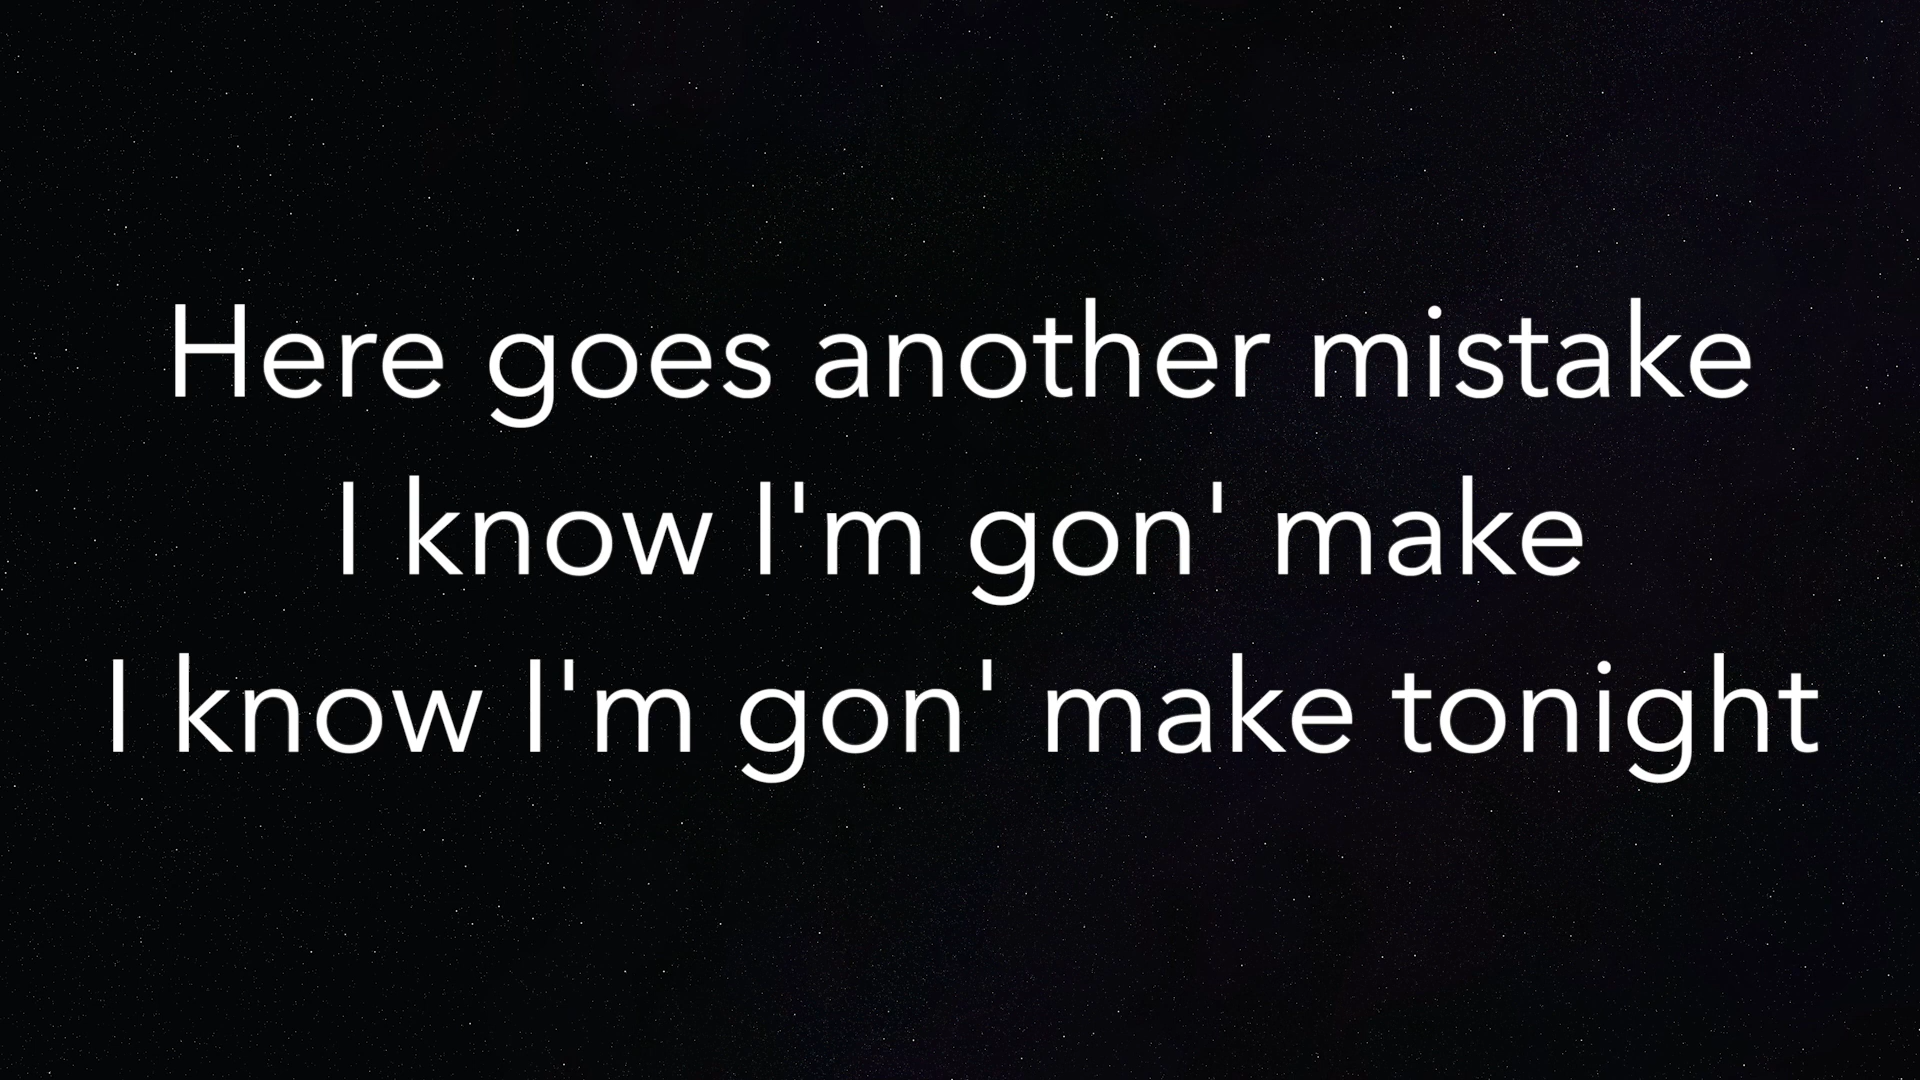 Here goes another mistake
I know I'm gon' make
I know I'm gon' make tonight